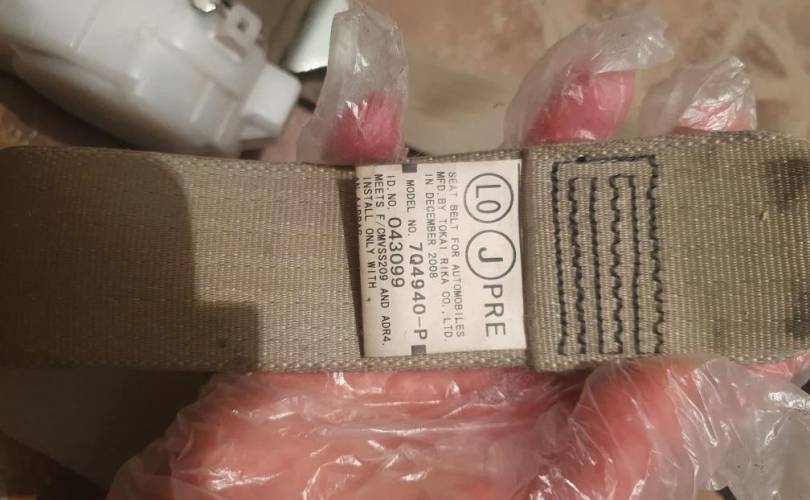 LO J PRE
SEAT BELT FOR AUTOMOBILES
MFD. BY TOKAI RIKA CO., LTD.
IN DECEMBER 2008
MODEL NO. 7Q4940-P
I.D. NO. 043099
MEETS F/CMVSS209 AND ADR4.
INSTALL ONLY WITH